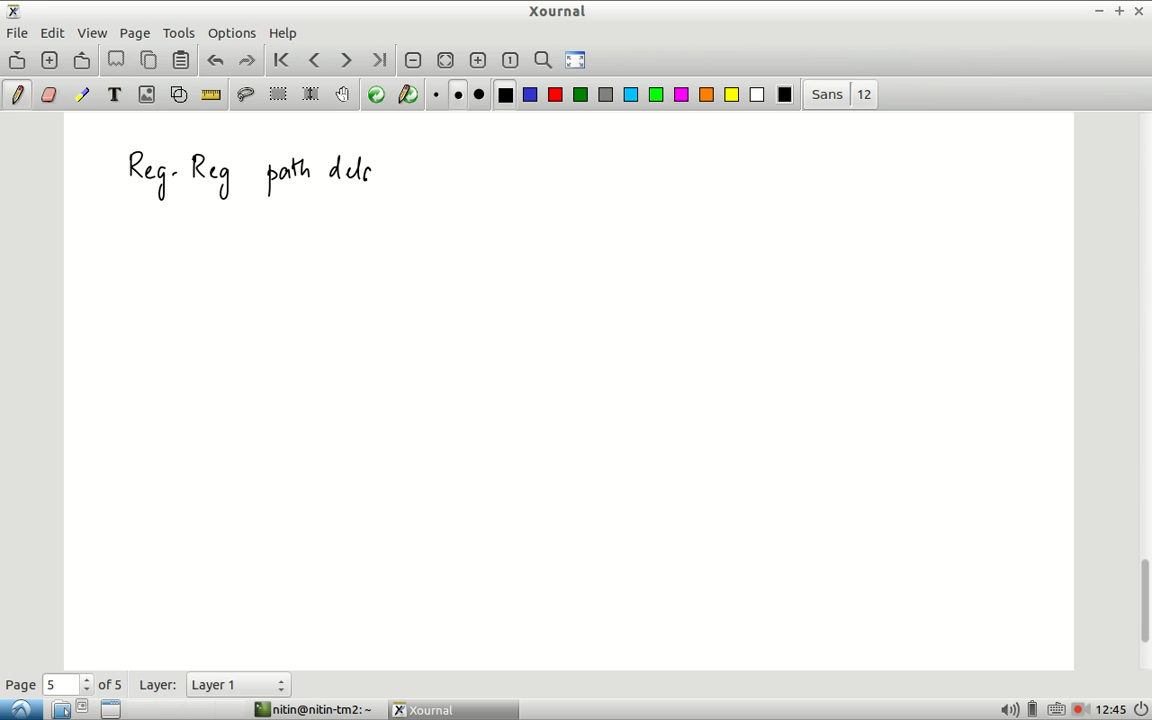 Xournal
File Edit View Page Tools Options Help
Sans 12
Reg. Reg path
Page 5 of 5 Layer: Layer 1
nitin@nitin-tm2: ~ Xournal 12:45